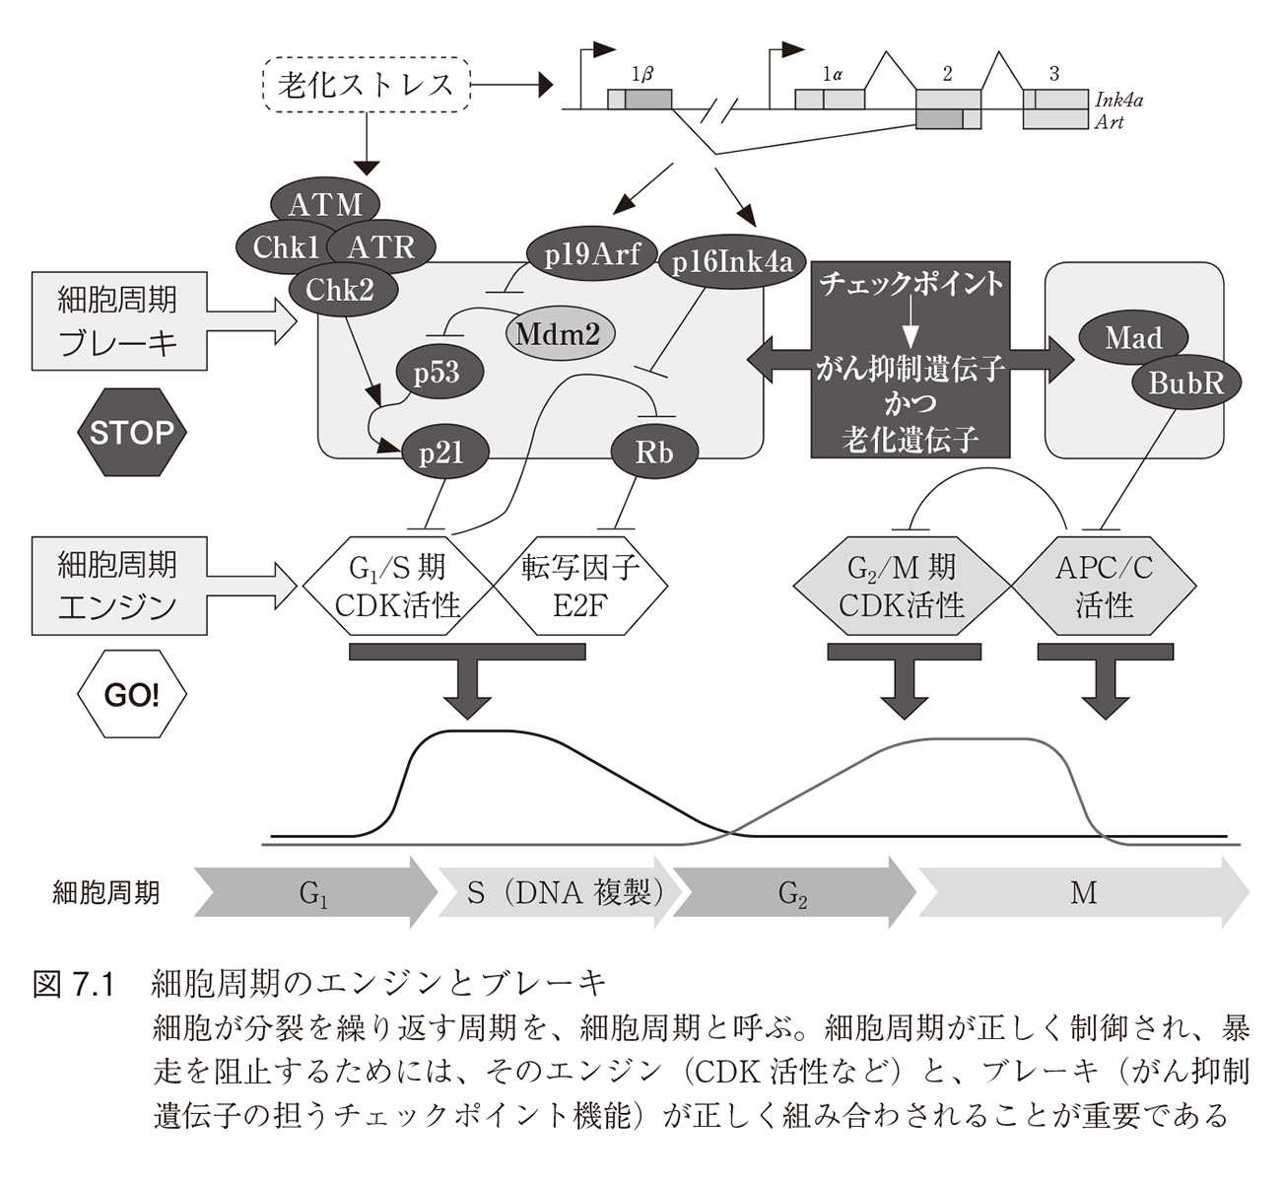 老化ストレス
1β
1α
2
3
Ink4a
Art
ATM
Chk1
ATR
Chk2
p19Arf
p16Ink4a
細胞周期
ブレーキ
Mdm2
p53
p21
Rb
チェックポイント
がん抑制遺伝子
かつ
老化遺伝子
Mad
BubR
STOP
細胞周期
エンジン
G₁/S 期
CDK活性
転写因子
E2F
G₂/M 期
CDK活性
APC/C
活性
GO!
細胞周期
G₁
S（DNA 複製）
G₂
M
図 7.1 細胞周期のエンジンとブレーキ
細胞が分裂を繰り返す周期を、細胞周期と呼ぶ。細胞周期が正しく制御され、暴
走を阻止するためには、そのエンジン（CDK 活性など）と、ブレーキ（がん抑制
遺伝子の担うチェックポイント機能）が正しく組み合わされることが重要である